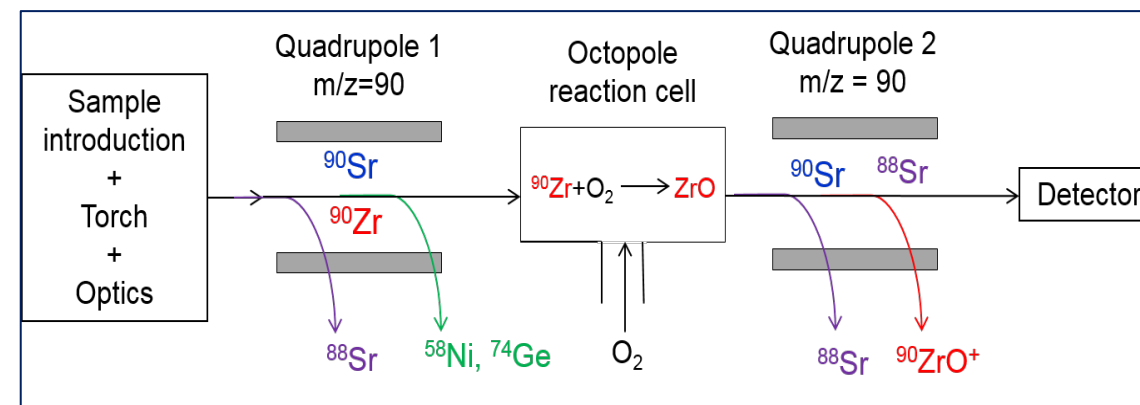 Sample
introduction
+
Torch
+
Optics
Quadrupole 1
m/z=90
⁹⁰Sr
⁹⁰Zr
⁸⁸Sr
⁵⁸Ni, ⁷⁴Ge
Octopole
reaction cell
⁹⁰Zr+O₂ → ZrO
O₂
Quadrupole 2
m/z = 90
⁹⁰Sr ⁸⁸Sr
⁸⁸Sr ⁹⁰ZrO⁺
Detector